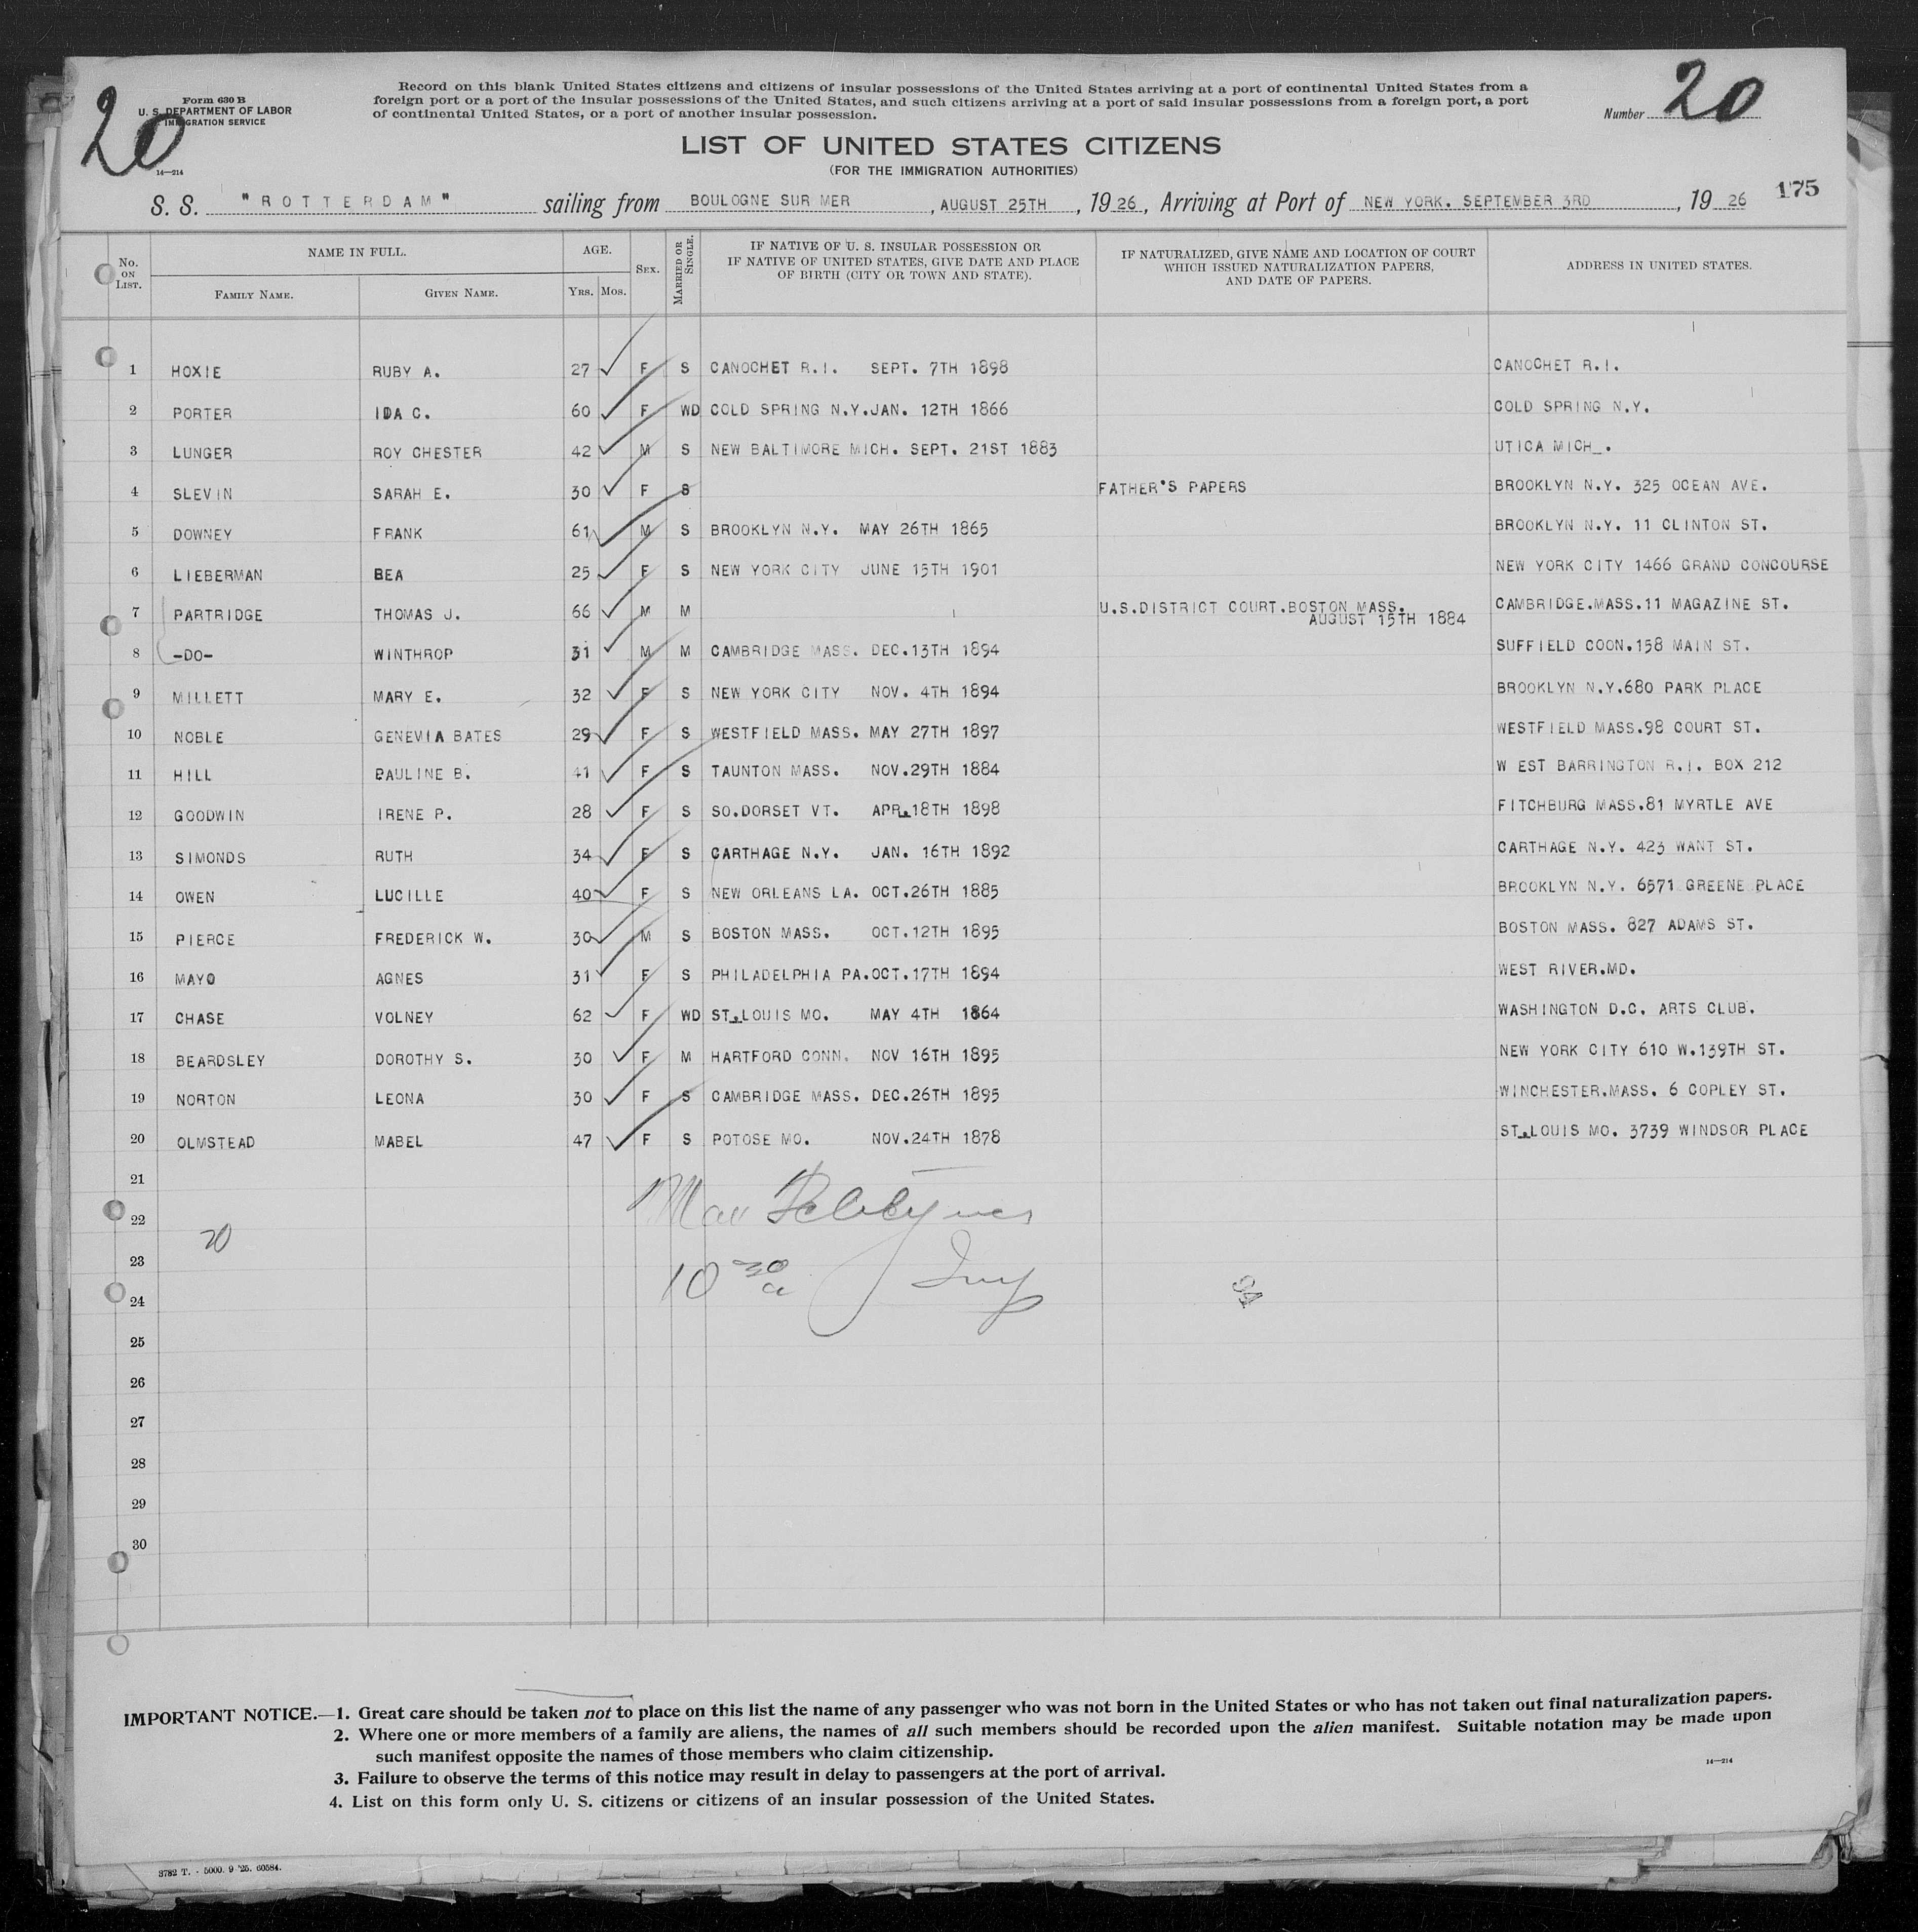 20
Form 630 B
U. S. DEPARTMENT OF LABOR
IMMIGRATION SERVICE
14—214
Record on this blank United States citizens and citizens of insular possessions of the United States arriving at a port of continental United States from a
foreign port or a port of the insular possessions of the United States, and such citizens arriving at a port of said insular possessions from a foreign port, a port
of continental United States, or a port of another insular possession.
Number 20
LIST OF UNITED STATES CITIZENS
(FOR THE IMMIGRATION AUTHORITIES)
S. S. "ROTTERDAM" sailing from BOULOGNE SUR MER, AUGUST 25TH, 1926, Arriving at Port of NEW YORK. SEPTEMBER 3RD, 1926 175
No. ON LIST. NAME IN FULL. FAMILY NAME. GIVEN NAME. AGE. YRS. MOS. SEX. MARRIED OR SINGLE. IF NATIVE OF U. S. INSULAR POSSESSION OR IF NATIVE OF UNITED STATES, GIVE DATE AND PLACE OF BIRTH (CITY OR TOWN AND STATE). IF NATURALIZED, GIVE NAME AND LOCATION OF COURT WHICH ISSUED NATURALIZATION PAPERS, AND DATE OF PAPERS. ADDRESS IN UNITED STATES.
1 HOXIE RUBY A. 27 F S CANOCHET R.I. SEPT. 7TH 1898 CANOCHET R.I.
2 PORTER IDA C. 60 F WD COLD SPRING N.Y. JAN. 12TH 1866 COLD SPRING N.Y.
3 LUNGER ROY CHESTER 42 M S NEW BALTIMORE MICH. SEPT. 21ST 1883 UTICA MICH_.
4 SLEVIN SARAH E. 30 F S FATHER'S PAPERS BROOKLYN N.Y. 325 OCEAN AVE.
5 DOWNEY FRANK 61 M S BROOKLYN N.Y. MAY 26TH 1865 BROOKLYN N.Y. 11 CLINTON ST.
6 LIEBERMAN BEA 25 F S NEW YORK CITY JUNE 15TH 1901 NEW YORK CITY 1466 GRAND CONCOURSE
7 PARTRIDGE THOMAS J. 66 M M U.S.DISTRICT COURT.BOSTON MASS. AUGUST 15TH 1884 CAMBRIDGE.MASS.11 MAGAZINE ST.
8 -DO- WINTHROP 31 M M CAMBRIDGE MASS. DEC.13TH 1894 SUFFIELD COON.158 MAIN ST.
9 MILLETT MARY E. 32 F S NEW YORK CITY NOV. 4TH 1894 BROOKLYN N.Y.680 PARK PLACE
10 NOBLE GENEVIA BATES 29 F S WESTFIELD MASS. MAY 27TH 1897 WESTFIELD MASS.98 COURT ST.
11 HILL PAULINE B. 41 F S TAUNTON MASS. NOV.29TH 1884 W EST BARRINGTON R.I. BOX 212
12 GOODWIN IRENE P. 28 F S SO.DORSET VT. APR.18TH 1898 FITCHBURG MASS.81 MYRTLE AVE
13 SIMONDS RUTH 34 F S CARTHAGE N.Y. JAN. 16TH 1892 CARTHAGE N.Y. 423 WANT ST.
14 OWEN LUCILLE 40 F S NEW ORLEANS LA. OCT.26TH 1885 BROOKLYN N.Y. 6571 GREENE PLACE
15 PIERCE FREDERICK W. 30 M S BOSTON MASS. OCT.12TH 1895 BOSTON MASS. 827 ADAMS ST.
16 MAYO AGNES 31 F S PHILADELPHIA PA.OCT.17TH 1894 WEST RIVER.MD.
17 CHASE VOLNEY 62 F WD ST.LOUIS MO. MAY 4TH 1864 WASHINGTON D.C. ARTS CLUB.
18 BEARDSLEY DOROTHY S. 30 F M HARTFORD CONN. NOV 16TH 1895 NEW YORK CITY 610 W.139TH ST.
19 NORTON LEONA 30 F S CAMBRIDGE MASS. DEC.26TH 1895 WINCHESTER.MASS. 6 COPLEY ST.
20 OLMSTEAD MABEL 47 F S POTOSE MO. NOV.24TH 1878 ST.LOUIS MO. 3739 WINDSOR PLACE
21
22
20
23
10 30 a
24
94
25
26
27
28
29
30
IMPORTANT NOTICE.—1. Great care should be taken not to place on this list the name of any passenger who was not born in the United States or who has not taken out final naturalization papers.
2. Where one or more members of a family are aliens, the names of all such members should be recorded upon the alien manifest. Suitable notation may be made upon
such manifest opposite the names of those members who claim citizenship.
3. Failure to observe the terms of this notice may result in delay to passengers at the port of arrival.
4. List on this form only U. S. citizens or citizens of an insular possession of the United States.
14—214
3782 T. - 5000. 9 '25. 60584.